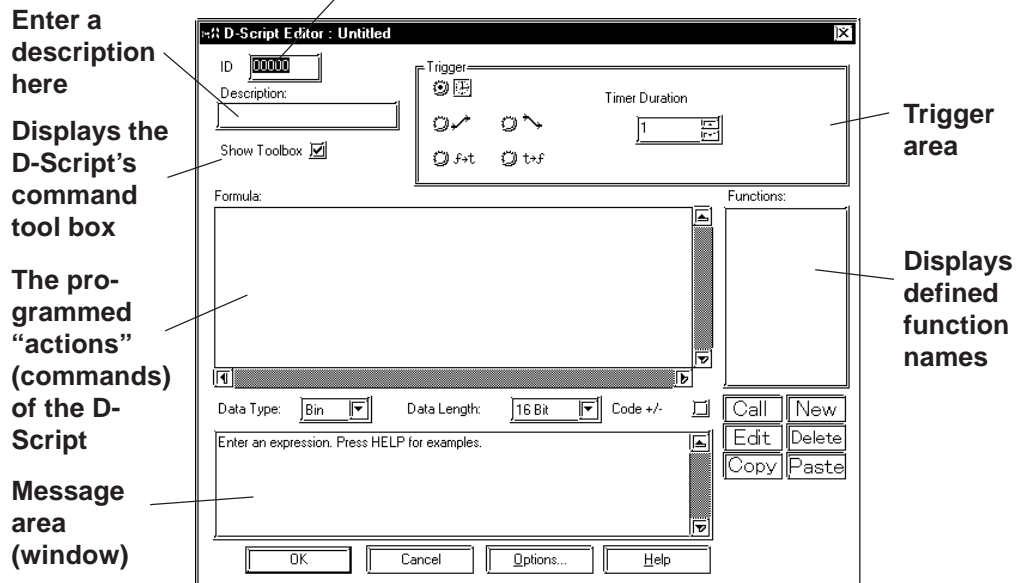 Enter a
description
here
Displays the
D-Script's
command
tool box
The pro-
grammed
“actions”
(commands)
of the D-
Script
Message
area
(window)
D-Script Editor : Untitled
ID 00000
Description:
Show Toolbox
Trigger
Timer Duration
1
f→t
t→f
Formula:
Functions:
Data Type: Bin Data Length: 16 Bit Code +/-
Enter an expression. Press HELP for examples.
Call New
Edit Delete
Copy Paste
OK Cancel Options... Help
Trigger
area
Displays
defined
function
names